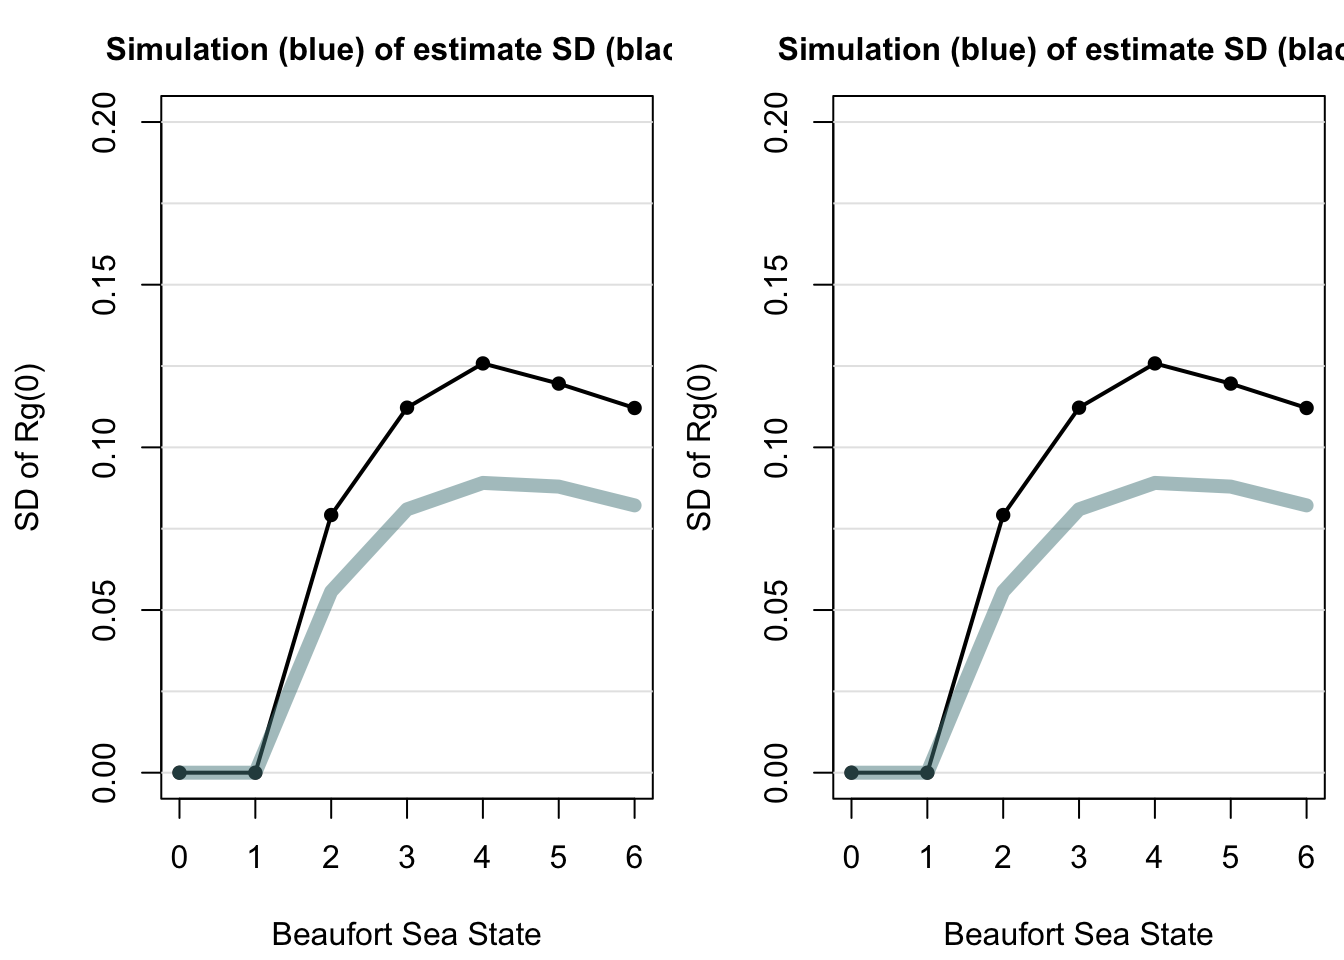 Simulation (blue) of estimate SD (blac
SD of Rg(0)
0.20
0.15
0.10
0.05
0.00
0 1 2 3 4 5 6
Beaufort Sea State
Simulation (blue) of estimate SD (blac
SD of Rg(0)
0.20
0.15
0.10
0.05
0.00
0 1 2 3 4 5 6
Beaufort Sea State